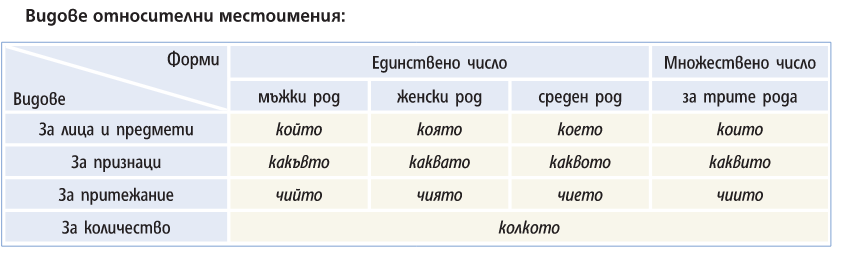 Видове относителни местоимения:
Форми
Видове
Единствено число
Множествено число
мъжки род
женски род
среден род
за трите рода
За лица и предмети
който
която
което
които
За признаци
какъвто
каквато
каквото
каквито
За притежание
чийто
чиято
чието
чиито
За количество
колкото